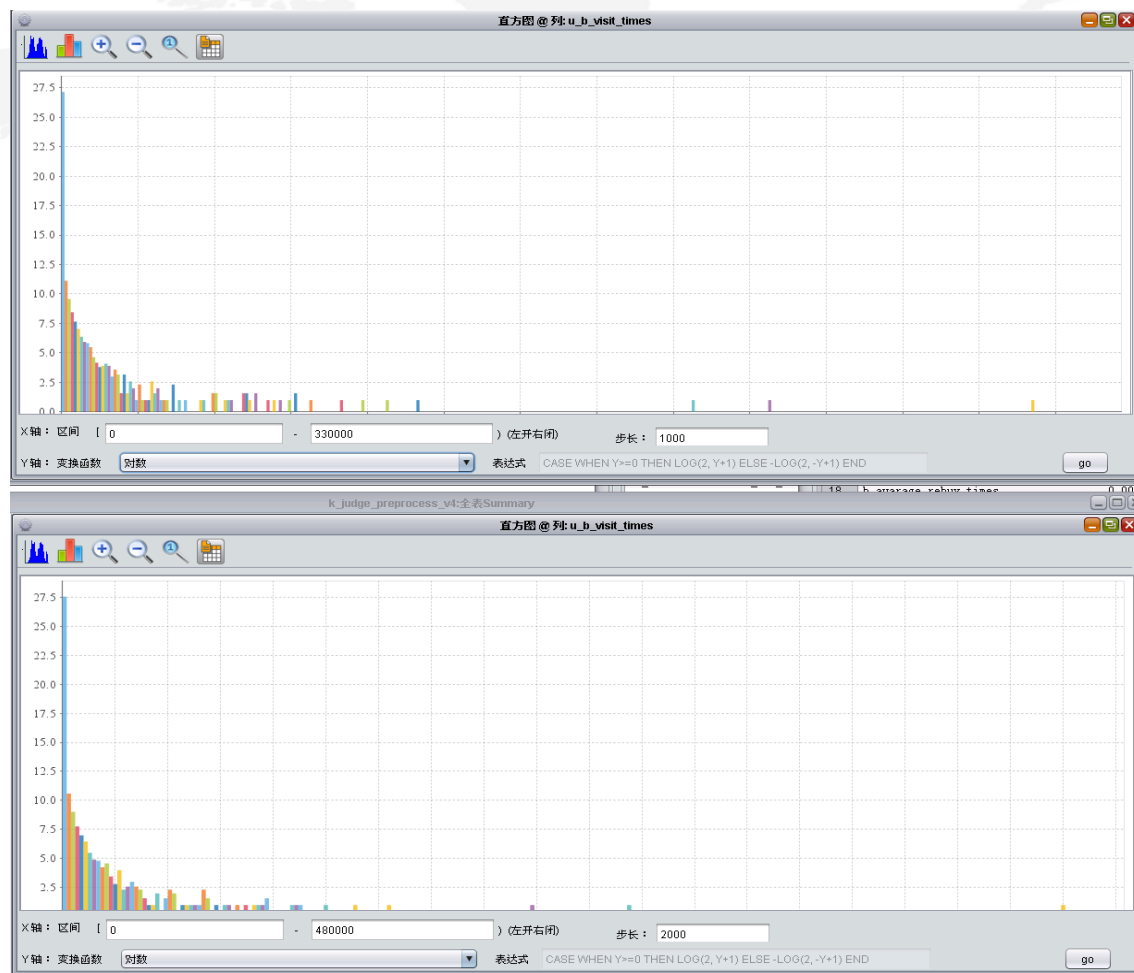 直方图 @ 列: u_b_visit_times
27.5
25.0
22.5
20.0
17.5
15.0
12.5
10.0
7.5
5.0
2.5
0.0
X轴: 区间 [ 0 - 330000 ) (左开右闭) 步长: 1000
Y轴: 变换函数 对数 表达式 CASE WHEN Y>=0 THEN LOG(2, Y+1) ELSE -LOG(2, -Y+1) END go
18 b_avarage_rebuy_times 0.00
k_judge_preprocess_v4:全表Summary
直方图 @ 列: u_b_visit_times
27.5
25.0
22.5
20.0
17.5
15.0
12.5
10.0
7.5
5.0
2.5
X轴: 区间 [ 0 - 480000 ) (左开右闭) 步长: 2000
Y轴: 变换函数 对数 表达式 CASE WHEN Y>=0 THEN LOG(2, Y+1) ELSE -LOG(2, -Y+1) END go